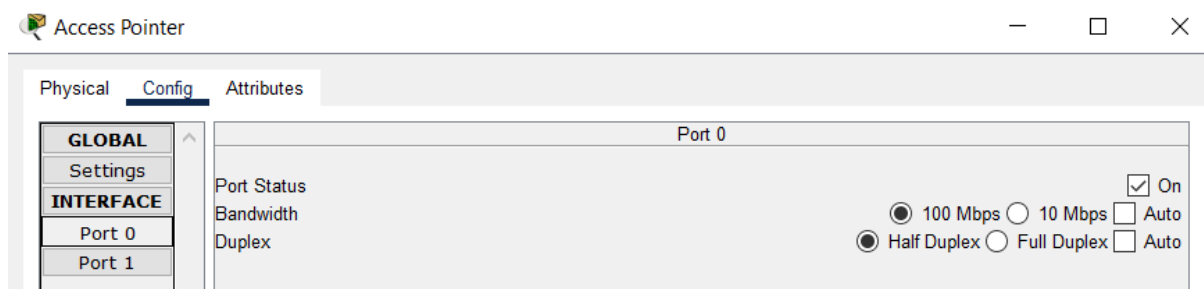 Access Pointer
Physical Config Attributes
GLOBAL
Settings
INTERFACE
Port 0
Port 1
Port 0
Port Status On
Bandwidth 100 Mbps 10 Mbps Auto
Duplex Half Duplex Full Duplex Auto